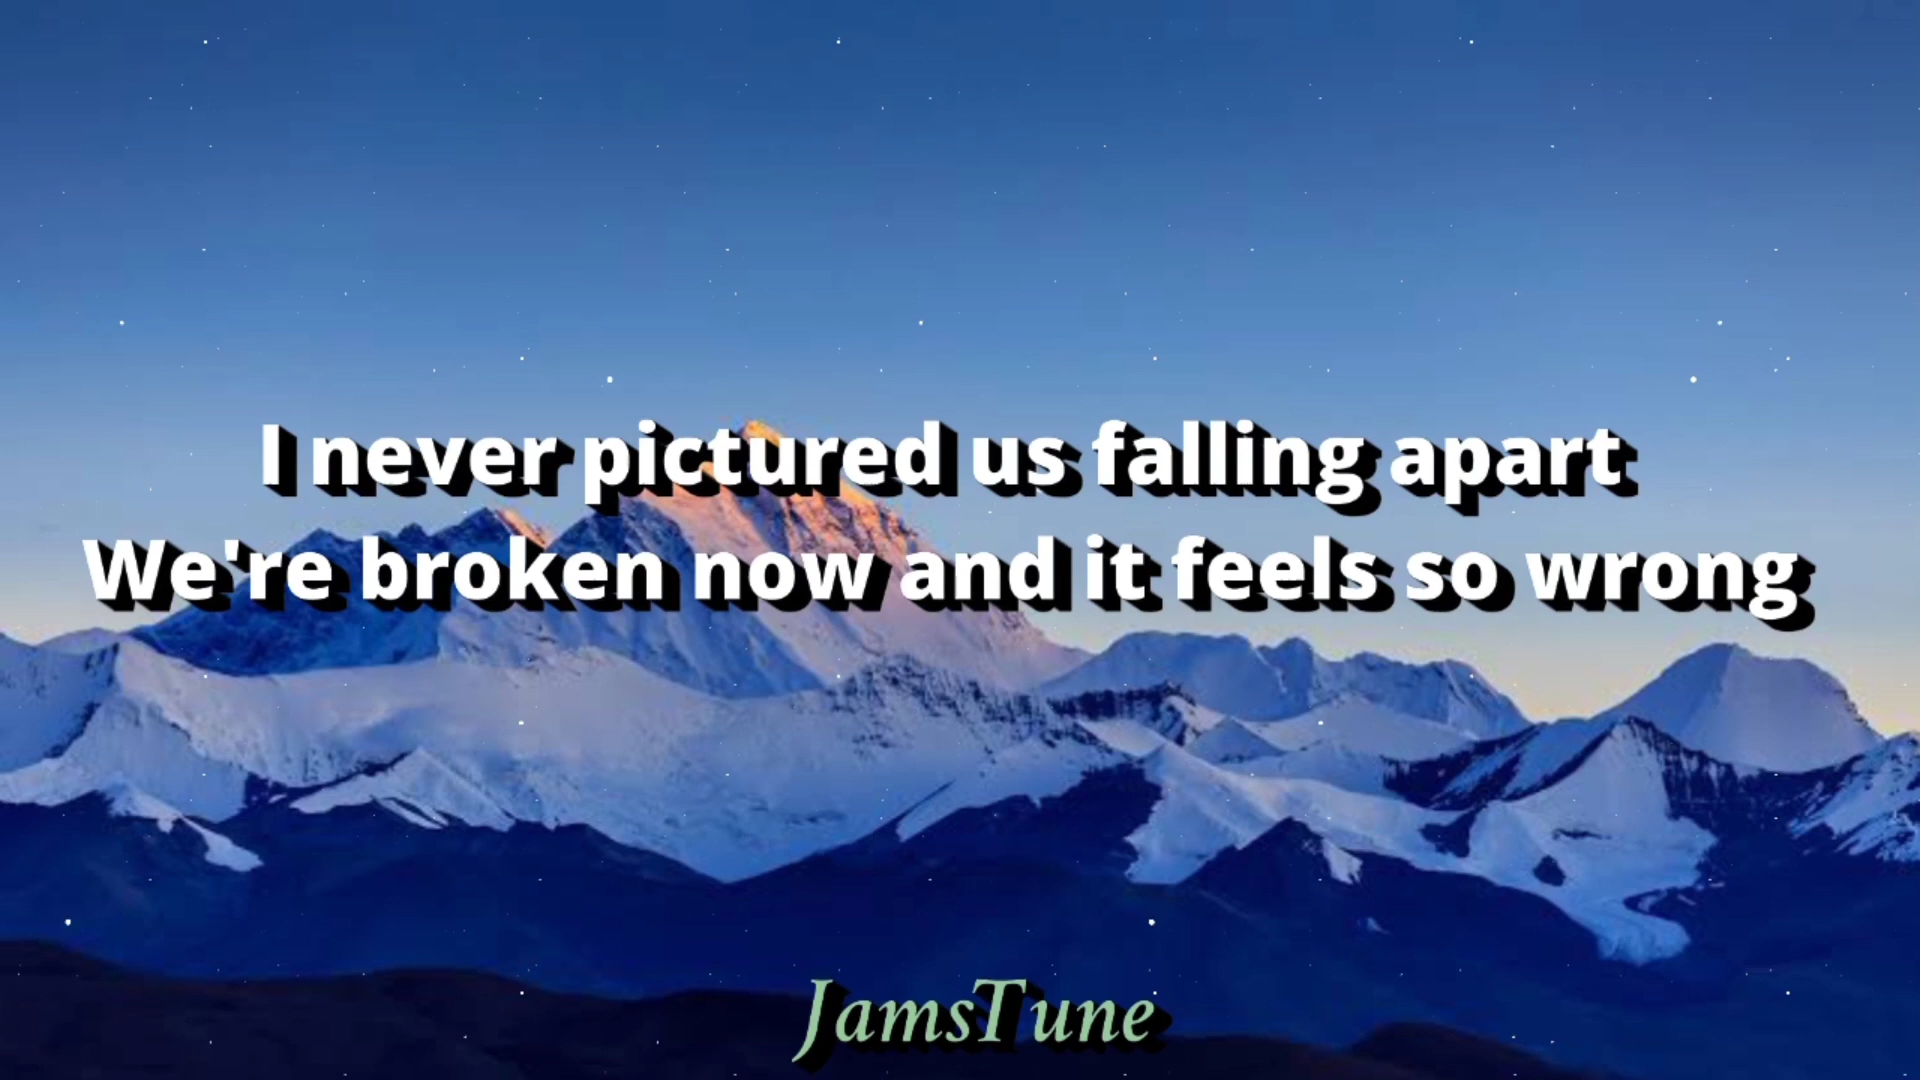 I never pictured us falling apart
We're broken now and it feels so wrong
JamsTune